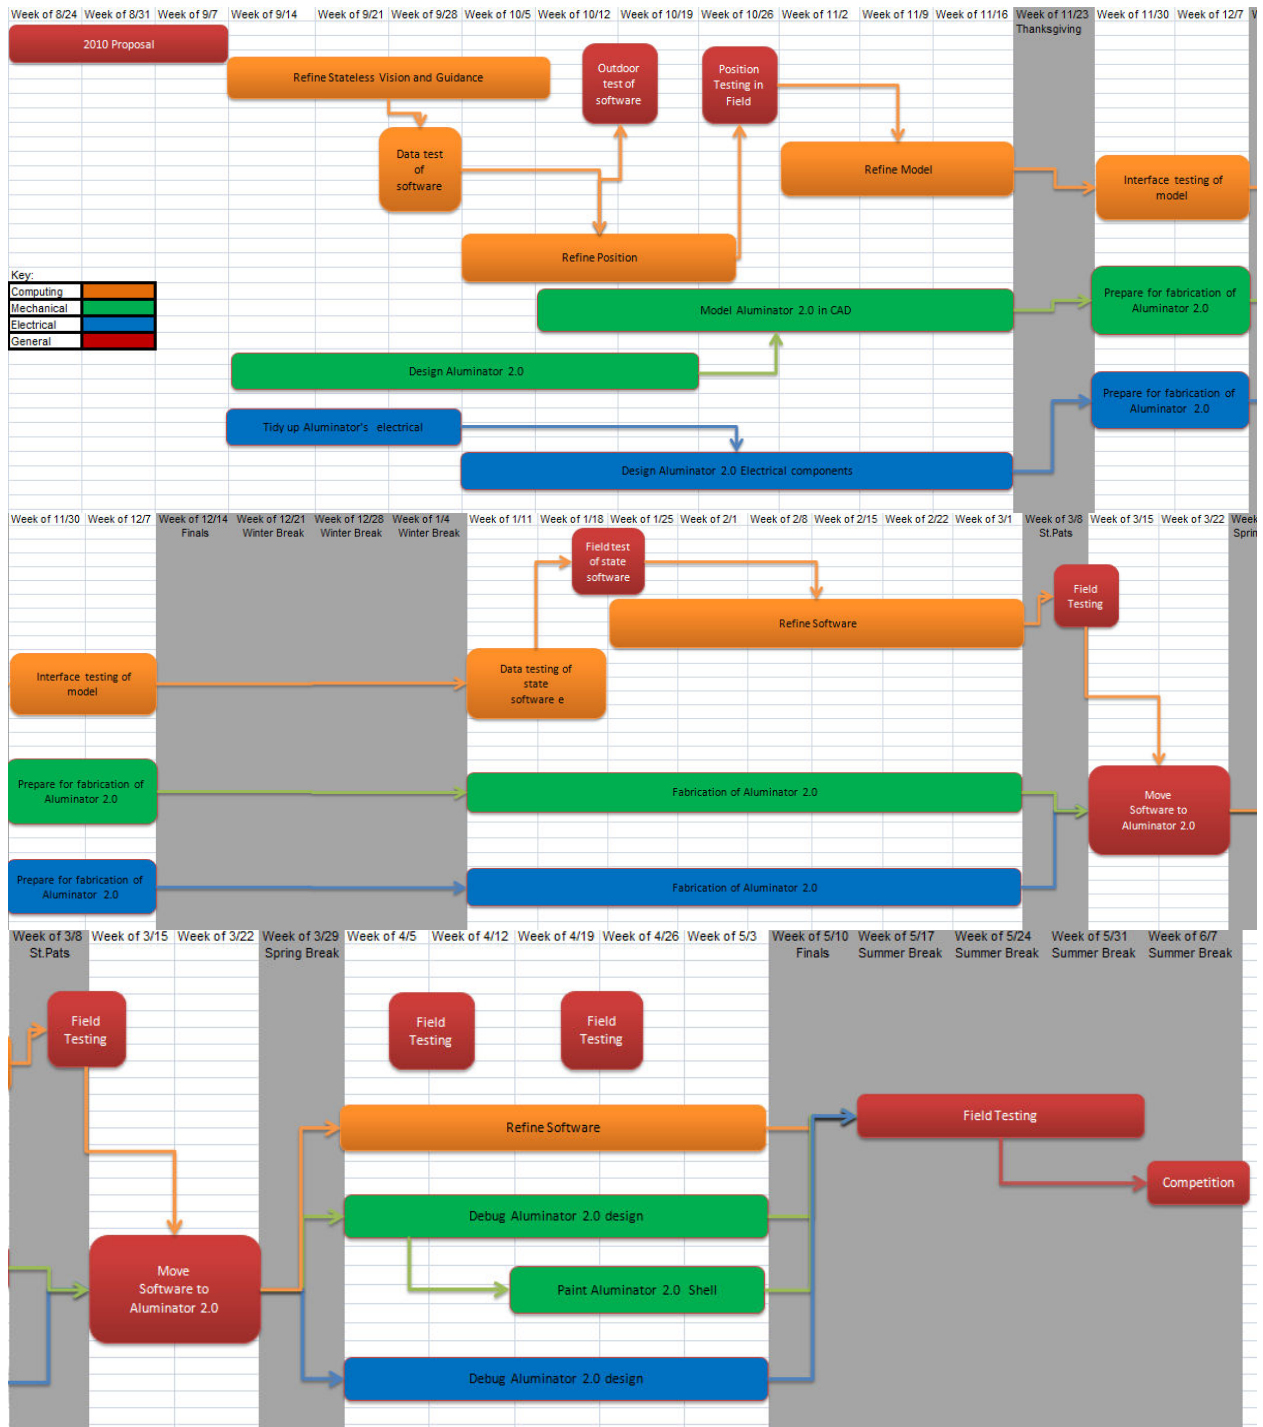 Week of 8/24 Week of 8/31 Week of 9/7 Week of 9/14 Week of 9/21 Week of 9/28 Week of 10/5 Week of 10/12 Week of 10/19 Week of 10/26 Week of 11/2 Week of 11/9 Week of 11/16 Week of 11/23 Week of 11/30 Week of 12/7
Thanksgiving
2010 Proposal
Refine Stateless Vision and Guidance
Outdoor
test of
software
Position
Testing in
Field
Data test
of
software
Refine Model
Interface testing of
model
Refine Position
Key:
Computing
Mechanical
Electrical
General
Model Aluminator 2.0 in CAD
Prepare for fabrication of
Aluminator 2.0
Design Aluminator 2.0
Prepare for fabrication of
Aluminator 2.0
Tidy up Aluminator's electrical
Design Aluminator 2.0 Electrical components
Week of 11/30 Week of 12/7 Week of 12/14 Week of 12/21 Week of 12/28 Week of 1/4 Week of 1/11 Week of 1/18 Week of 1/25 Week of 2/1 Week of 2/8 Week of 2/15 Week of 2/22 Week of 3/1 Week of 3/8 Week of 3/15 Week of 3/22
Finals Winter Break Winter Break Winter Break St.Pats
Field test
of state
software
Field
Testing
Refine Software
Interface testing of
model
Data testing of
state
software e
Prepare for fabrication of
Aluminator 2.0
Fabrication of Aluminator 2.0
Move
Software to
Aluminator 2.0
Prepare for fabrication of
Aluminator 2.0
Fabrication of Aluminator 2.0
Week of 3/8 Week of 3/15 Week of 3/22 Week of 3/29 Week of 4/5 Week of 4/12 Week of 4/19 Week of 4/26 Week of 5/3 Week of 5/10 Week of 5/17 Week of 5/24 Week of 5/31 Week of 6/7
St.Pats Spring Break Finals Summer Break Summer Break Summer Break Summer Break
Field
Testing
Field
Testing
Field
Testing
Refine Software
Field Testing
Competition
Debug Aluminator 2.0 design
Move
Software to
Aluminator 2.0
Paint Aluminator 2.0 Shell
Debug Aluminator 2.0 design